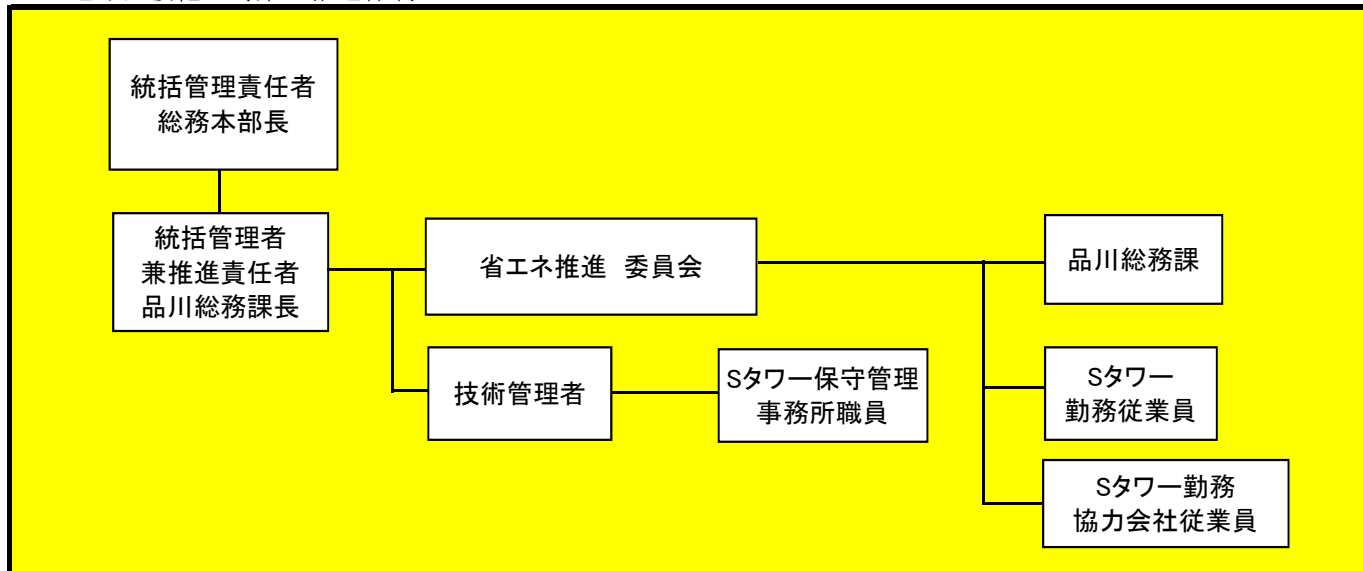 統括管理責任者
総務本部長
統括管理者
兼推進責任者
品川総務課長
省エネ推進 委員会
品川総務課
技術管理者
Sタワー保守管理
事務所職員
Sタワー
勤務従業員
Sタワー勤務
協力会社従業員